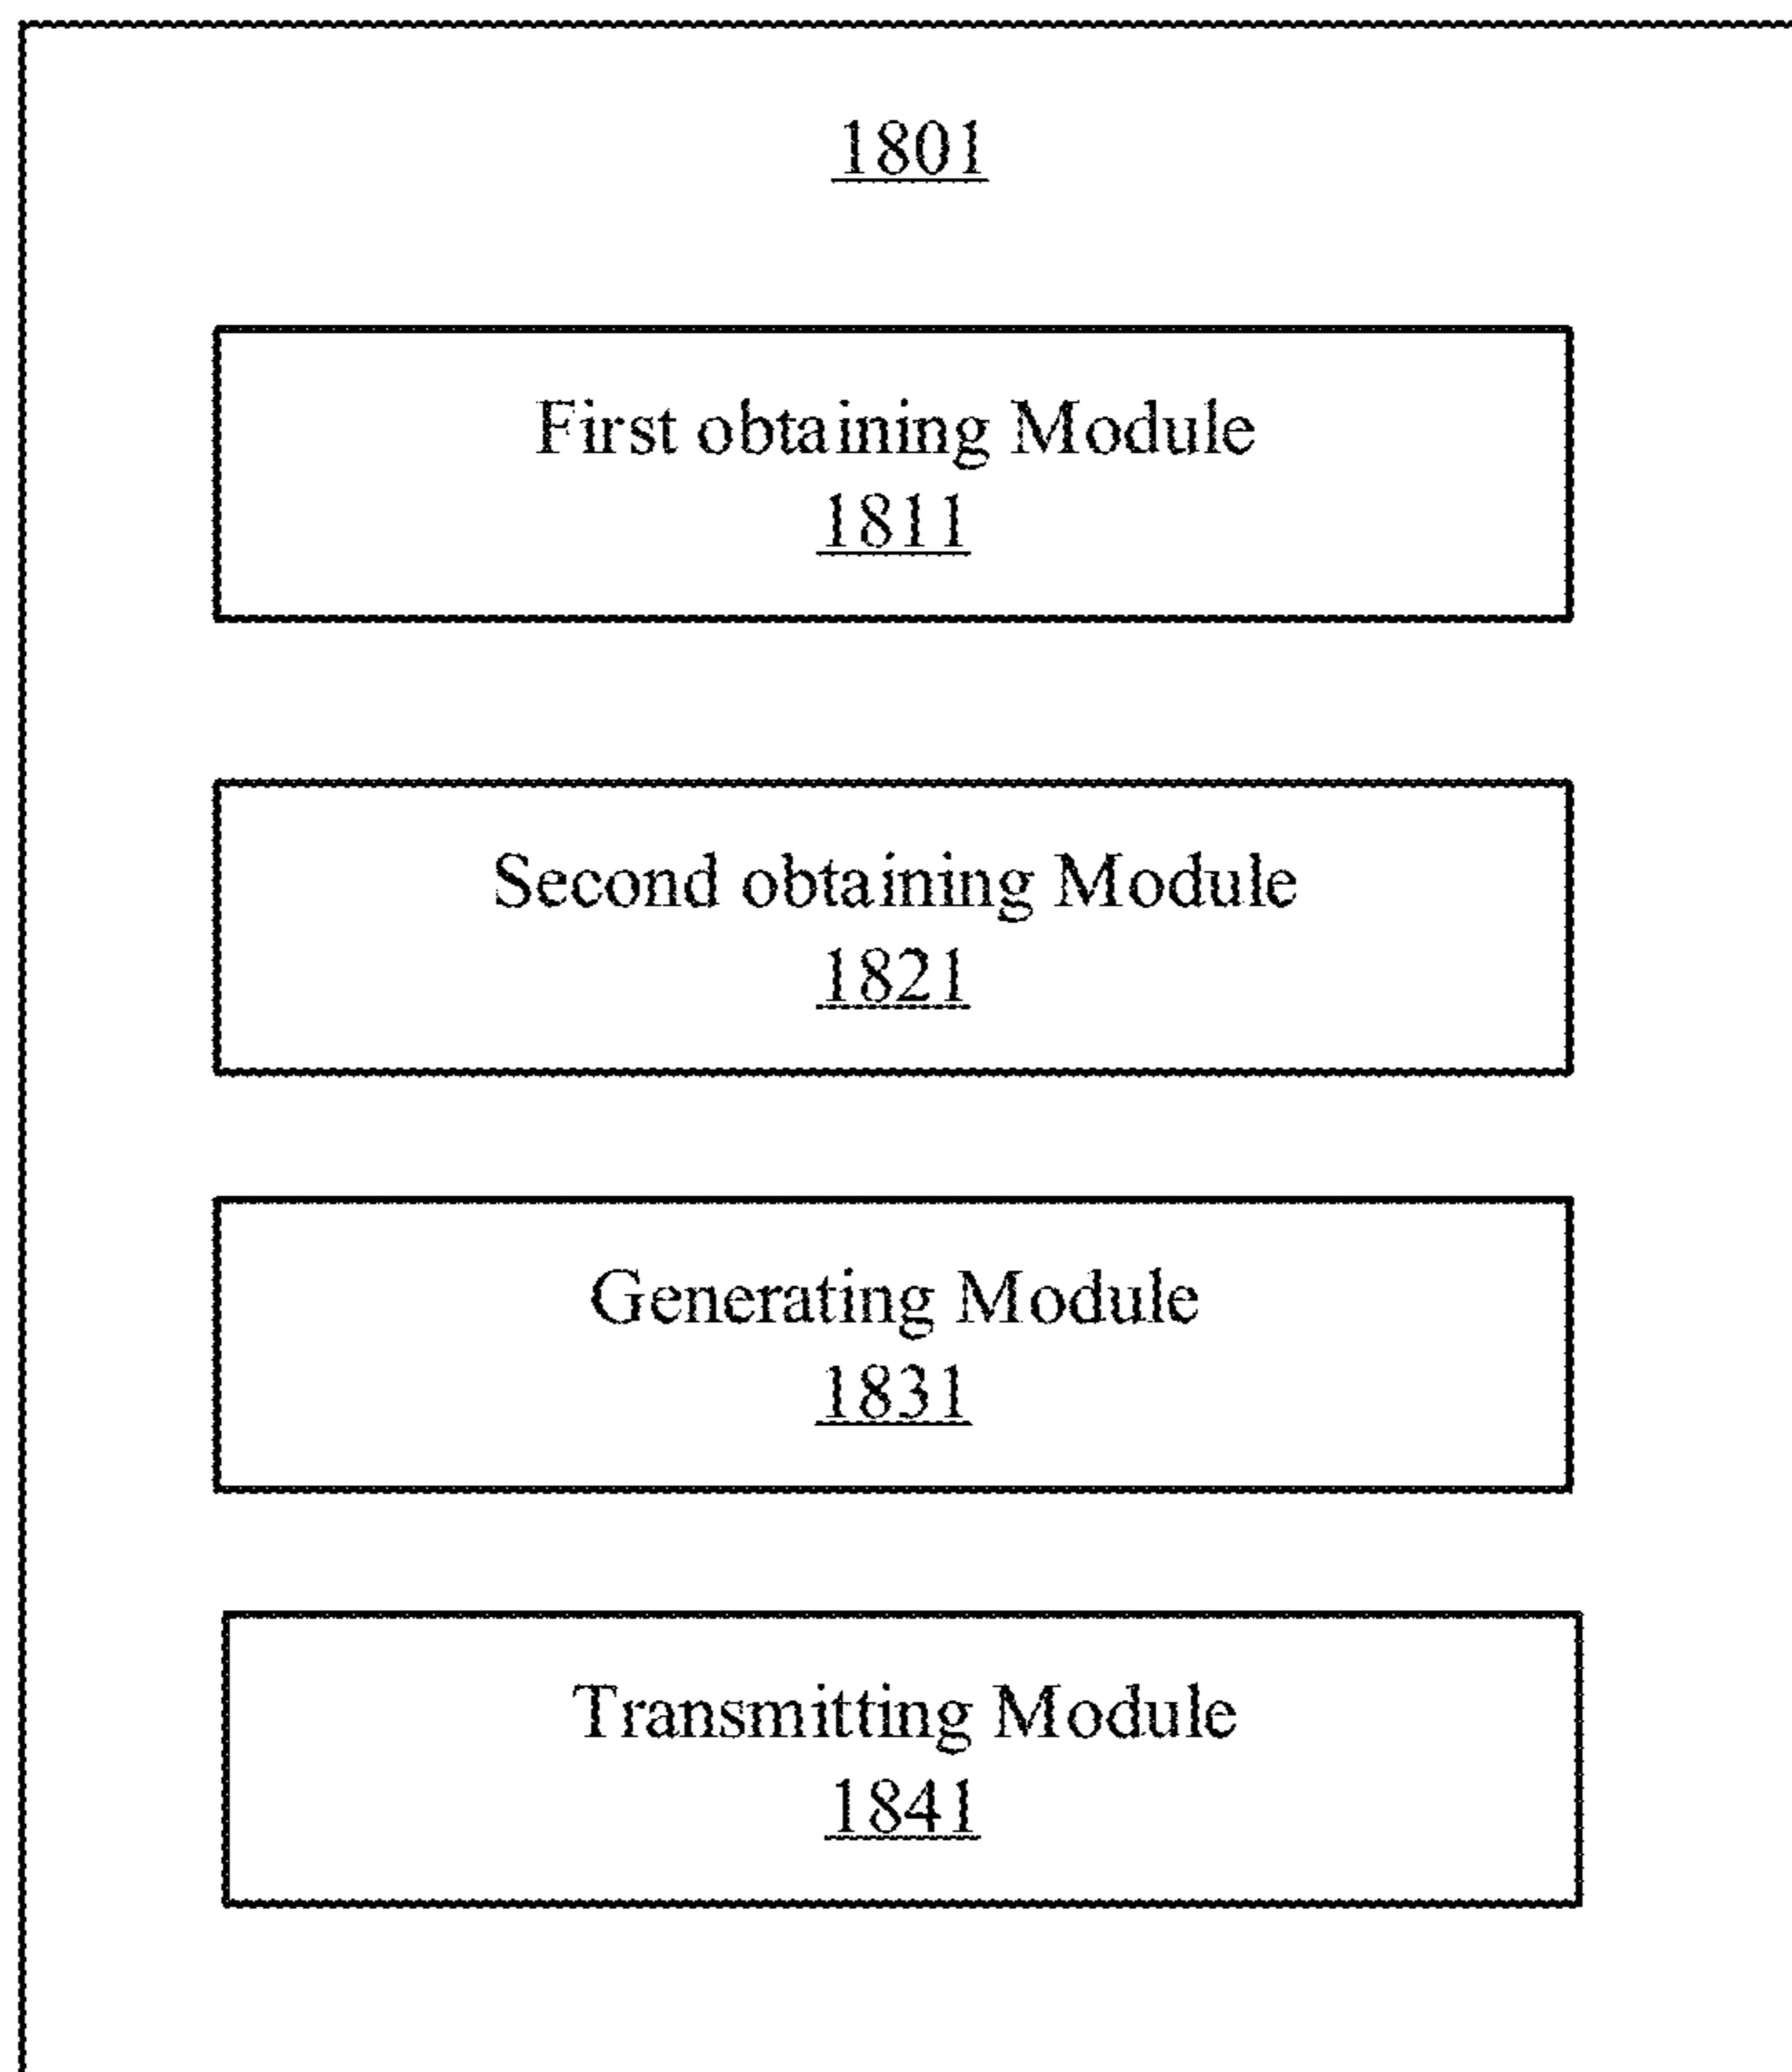 1801
First obtaining Module
1811
Second obtaining Module
1821
Generating Module
1831
Transmitting Module
1841